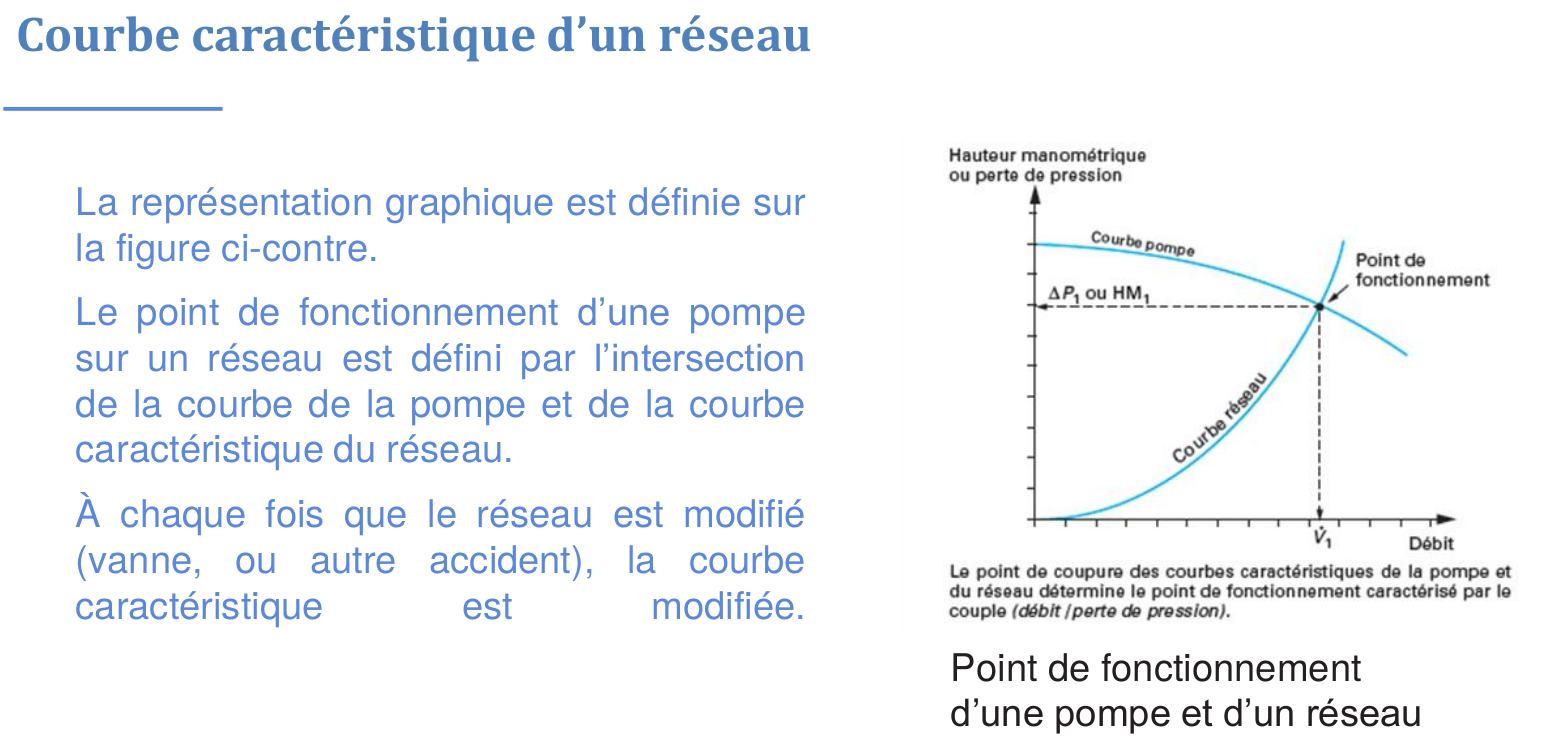 Courbe caractéristique d’un réseau
La représentation graphique est définie sur
la figure ci-contre.
Le point de fonctionnement d’une pompe
sur un réseau est défini par l’intersection
de la courbe de la pompe et de la courbe
caractéristique du réseau.
À chaque fois que le réseau est modifié
(vanne, ou autre accident), la courbe
caractéristique est modifiée.
Hauteur manométrique
ou perte de pression
Courbe pompe
Point de
fonctionnement
ΔP₁ ou HM₁
Courbe réseau
V̇₁
Débit
Le point de coupure des courbes caractéristiques de la pompe et
du réseau détermine le point de fonctionnement caractérisé par le
couple (débit /perte de pression).
Point de fonctionnement
d’une pompe et d’un réseau